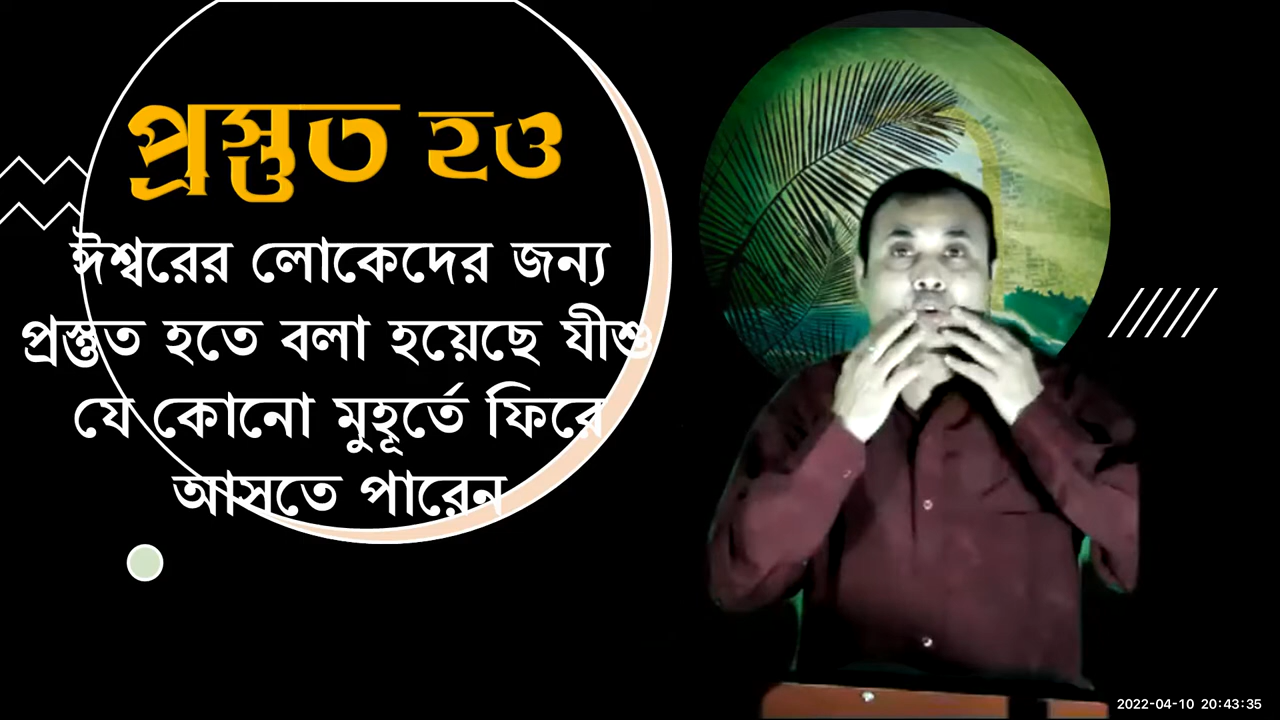 প্রস্তুত হও
ঈশ্বরের লোকেদের জন্য
প্রস্তুত হতে বলা হয়েছে যীশু
যে কোনো মুহূর্তে ফিরে
আসতে পারেন
2022-04-10 20:43:35